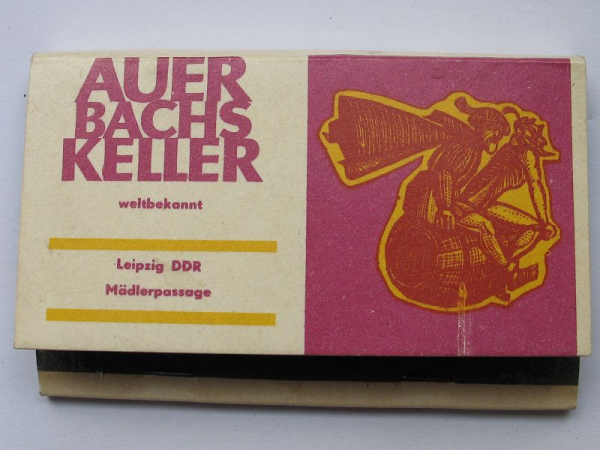 AUER
BACHS
KELLER
weltbekannt
Leipzig DDR
Mädlerpassage